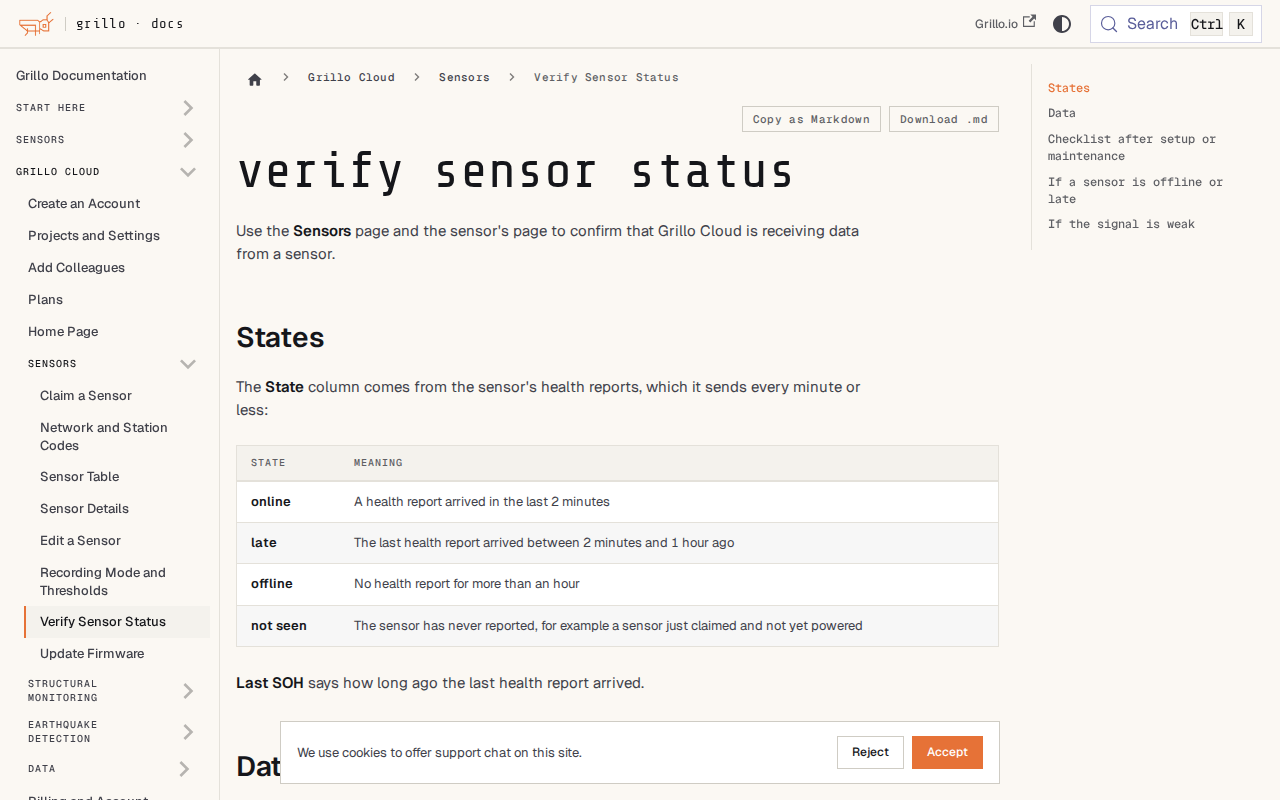 grillo · docs
Grillo.io
Search Ctrl K
Grillo Documentation
START HERE
SENSORS
GRILLO CLOUD
Create an Account
Projects and Settings
Add Colleagues
Plans
Home Page
SENSORS
Claim a Sensor
Network and Station
Codes
Sensor Table
Sensor Details
Edit a Sensor
Recording Mode and
Thresholds
Verify Sensor Status
Update Firmware
STRUCTURAL
MONITORING
EARTHQUAKE
DETECTION
DATA
Billing and Account
Grillo Cloud
Sensors
Verify Sensor Status
Copy as Markdown
Download .md
verify sensor status
Use the Sensors page and the sensor's page to confirm that Grillo Cloud is receiving data
from a sensor.
States
The State column comes from the sensor's health reports, which it sends every minute or
less:
STATE MEANING
online A health report arrived in the last 2 minutes
late The last health report arrived between 2 minutes and 1 hour ago
offline No health report for more than an hour
not seen The sensor has never reported, for example a sensor just claimed and not yet powered
Last SOH says how long ago the last health report arrived.
Dat
We use cookies to offer support chat on this site.
Reject
Accept
States
Data
Checklist after setup or
maintenance
If a sensor is offline or
late
If the signal is weak